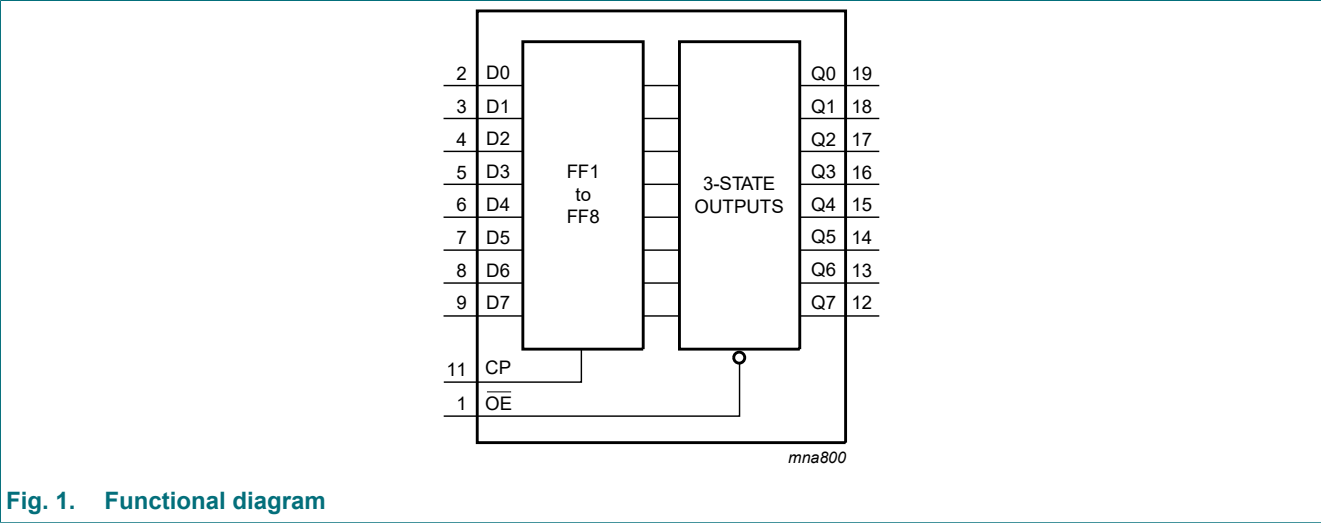 2 D0
3 D1
4 D2
5 D3
6 D4
7 D5
8 D6
9 D7
11 CP
1 OE
FF1
to
FF8
3-STATE
OUTPUTS
Q0 19
Q1 18
Q2 17
Q3 16
Q4 15
Q5 14
Q6 13
Q7 12
mna800
Fig. 1. Functional diagram